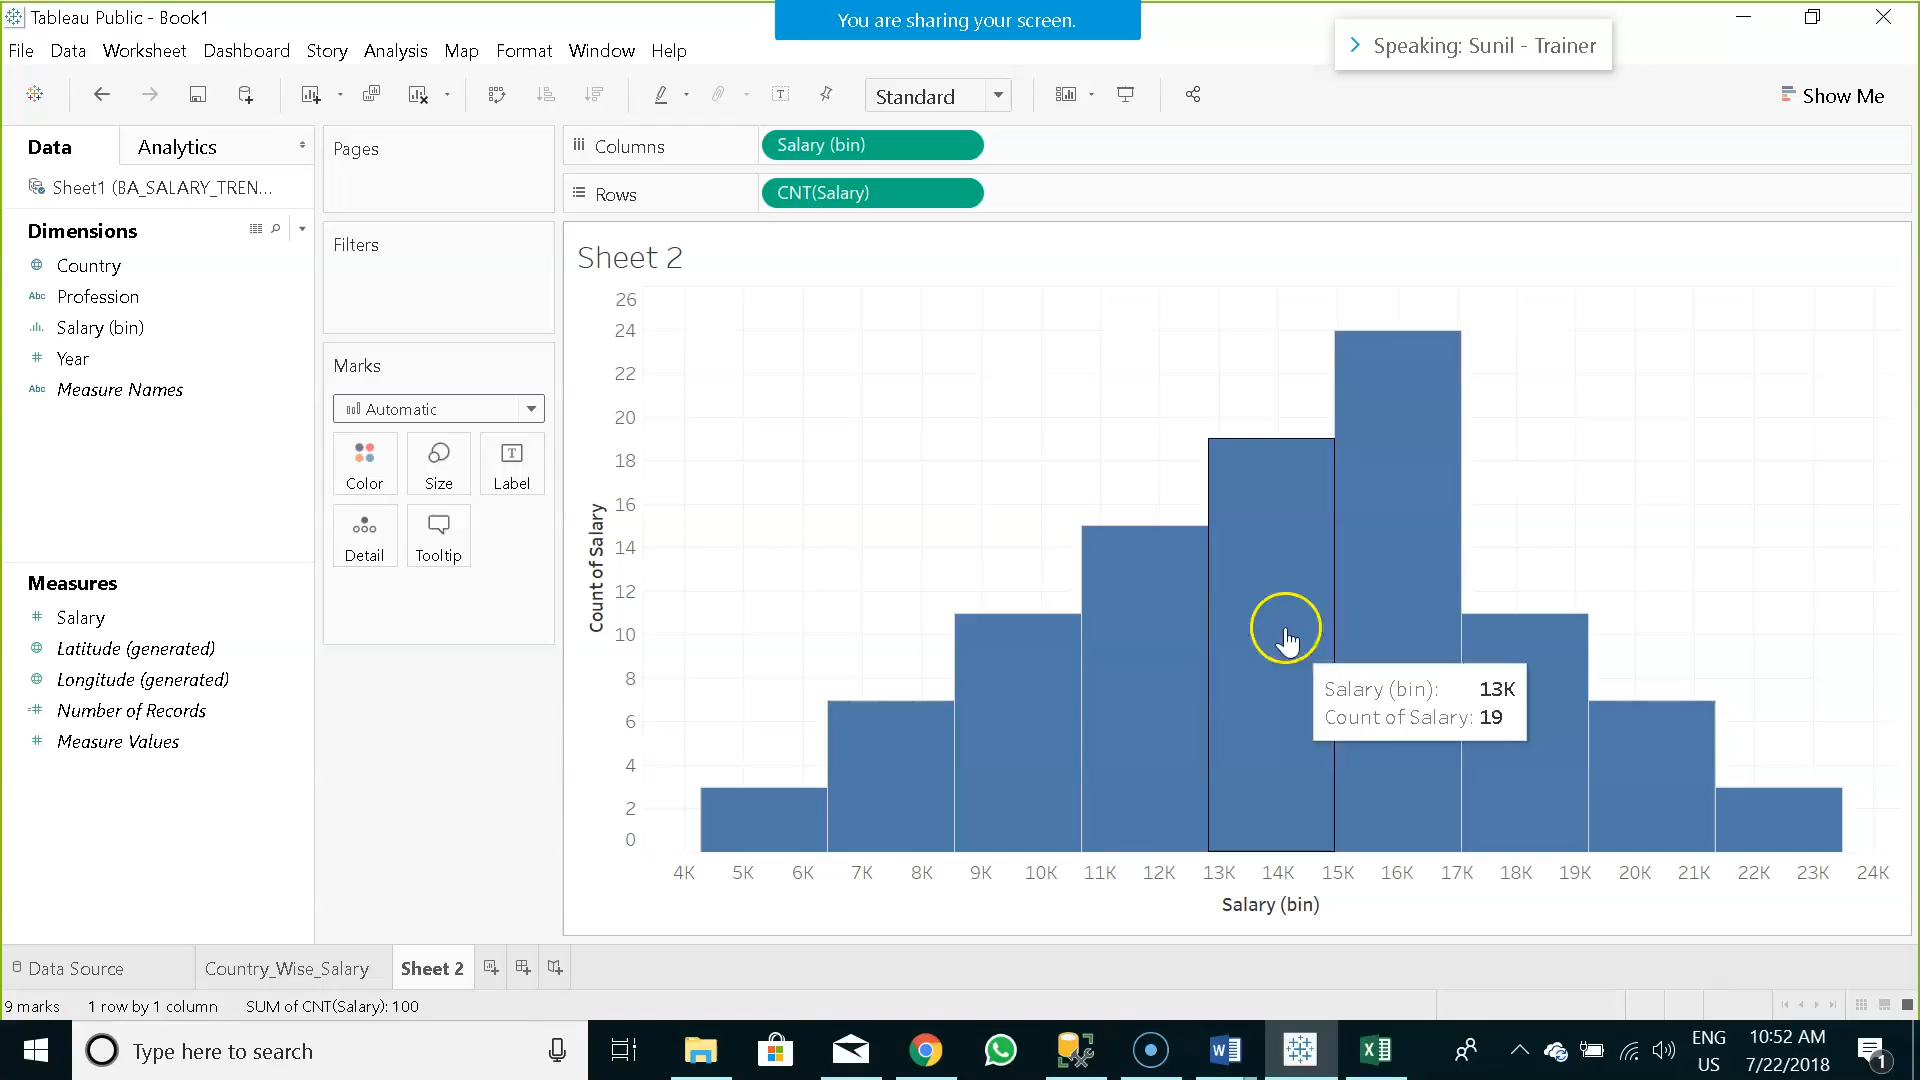 Tableau Public - Book1
You are sharing your screen.
Speaking: Sunil - Trainer
File Data Worksheet Dashboard Story Analysis Map Format Window Help
Standard
Show Me
Data Analytics
Pages
Columns
Salary (bin)
Sheet1 (BA_SALARY_TREN...
Rows
CNT(Salary)
Dimensions
Filters
Sheet 2
Country
Abc Profession
Salary (bin)
Year
Abc Measure Names
Marks
Automatic
Color Size Label
Detail Tooltip
Measures
Salary
Latitude (generated)
Longitude (generated)
Number of Records
Measure Values
Count of Salary
26
24
22
20
18
16
14
12
10
8
6
4
2
0
Salary (bin): 13K
Count of Salary: 19
4K 5K 6K 7K 8K 9K 10K 11K 12K 13K 14K 15K 16K 17K 18K 19K 20K 21K 22K 23K 24K
Salary (bin)
Data Source Country_Wise_Salary Sheet 2
9 marks 1 row by 1 column SUM of CNT(Salary): 100
Type here to search
ENG
US
10:52 AM
7/22/2018
1